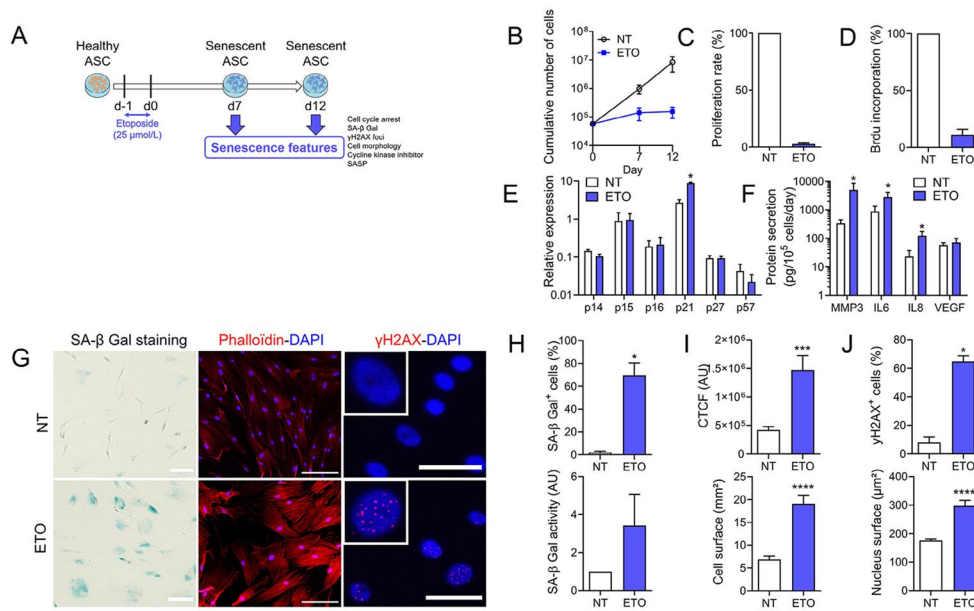 A
Healthy
ASC
Senescent
ASC
Senescent
ASC
d-1
d0
d7
d12
Etoposide
(25 µmol/L)
Senescence features
Cell cycle arrest
SA-β Gal
γH2AX foci
Cell morphology
Cycline kinase inhibitor
SASP
B
Cumulative number of cells
10⁸
10⁷
10⁶
10⁵
10⁴
NT
ETO
0
7
12
Day
C
Proliferation rate (%)
100
50
0
NT
ETO
D
Brdu incorporation (%)
100
50
0
NT
ETO
E
Relative expression
10
1
0.1
0.01
NT
ETO
*
p14
p15
p16
p21
p27
p57
F
Protein secretion
(pg/10⁵ cells/day)
10000
1000
100
10
1
NT
ETO
*
*
*
MMP3
IL6
IL8
VEGF
G
SA-β Gal staining
Phalloïdin-DAPI
γH2AX-DAPI
NT
ETO
H
SA-β Gal⁺ cells (%)
100
80
60
40
20
0
*
NT
ETO
SA-β Gal activity (AU)
6
4
2
0
NT
ETO
I
CTCF (AU)
2×10⁶
1.5×10⁶
1×10⁶
5×10⁵
0
***
NT
ETO
Cell surface (mm²)
25
20
15
10
5
0
****
NT
ETO
J
yH2AX⁺ cells (%)
80
60
40
20
0
*
NT
ETO
Nucleus surface (µm²)
400
300
200
100
0
****
NT
ETO